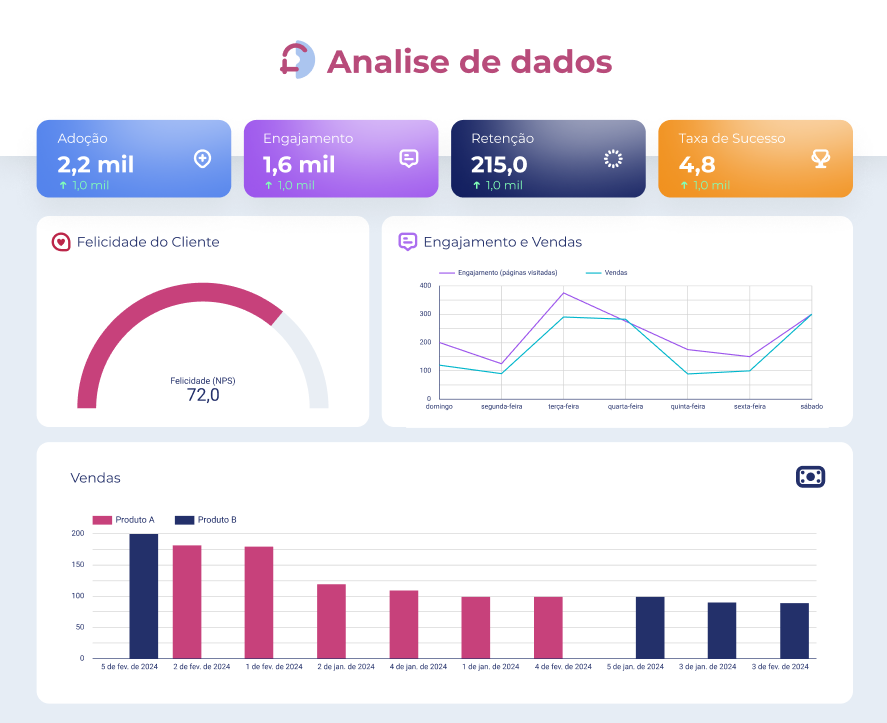 Analise de dados
Adoção
2,2 mil
1,0 mil
Engajamento
1,6 mil
1,0 mil
Retenção
215,0
1,0 mil
Taxa de Sucesso
4,8
1,0 mil
Felicidade do Cliente
Felicidade (NPS)
72,0
Engajamento e Vendas
Engajamento (páginas visitadas) Vendas
400
300
200
100
0
domingo segunda-feira terça-feira quarta-feira quinta-feira sexta-feira sábado
Vendas
Produto A Produto B
200
150
100
50
0
5 de fev. de 2024 2 de fev. de 2024 1 de fev. de 2024 2 de jan. de 2024 4 de jan. de 2024 1 de jan. de 2024 4 de fev. de 2024 5 de jan. de 2024 3 de jan. de 2024 3 de fev. de 2024